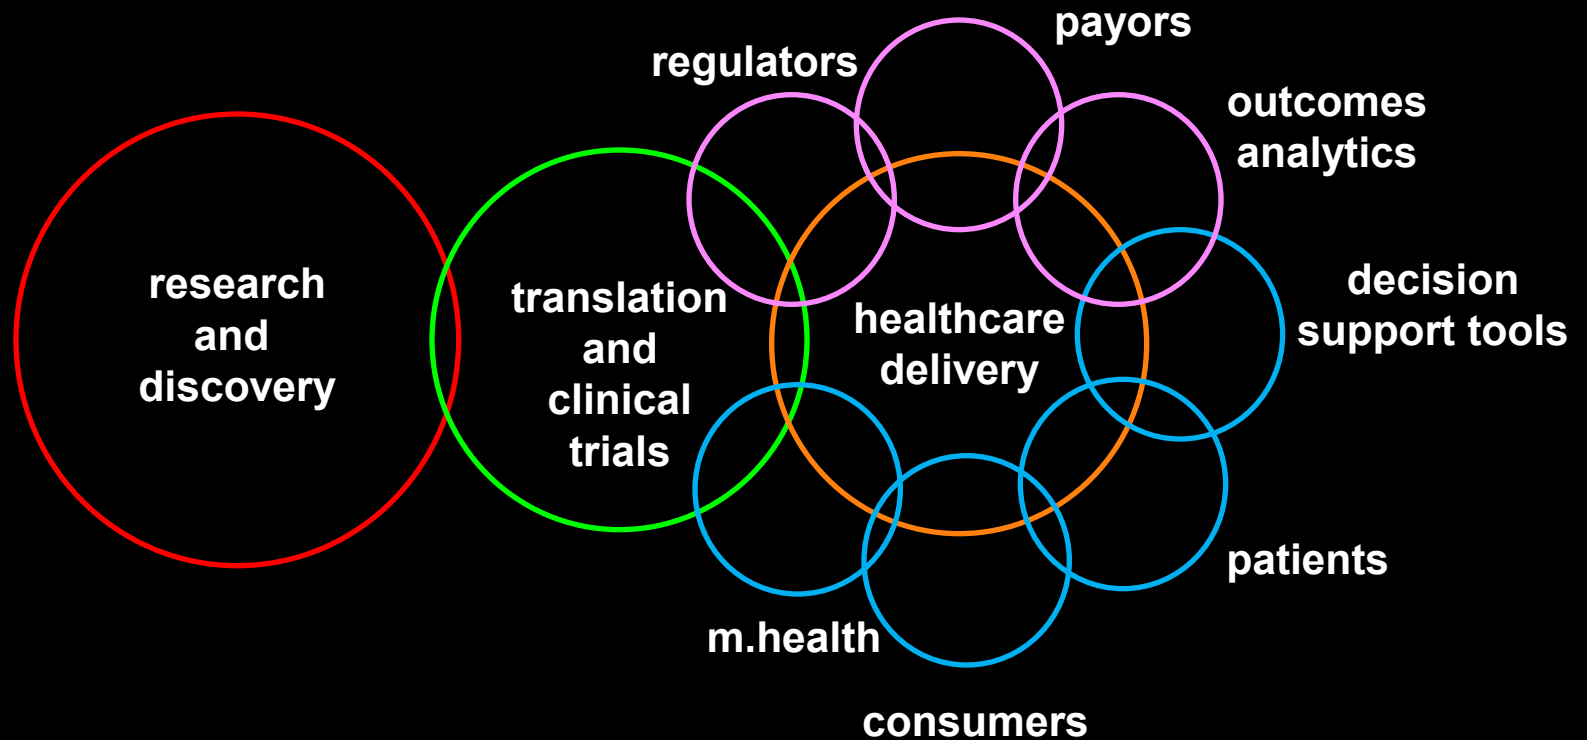 payors
regulators
outcomes
analytics
research
and
discovery
translation
and
clinical
trials
healthcare
delivery
decision
support tools
patients
m.health
consumers